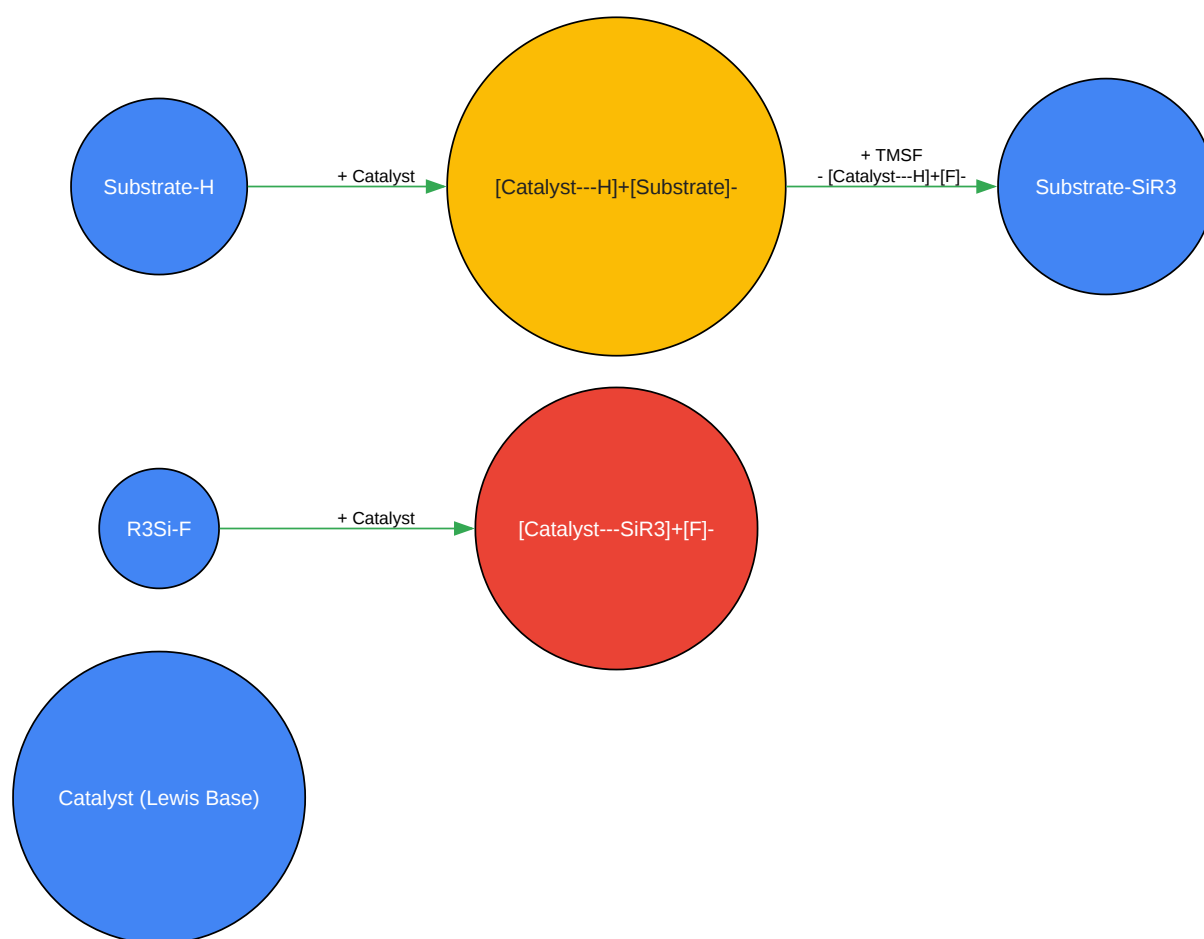 Substrate-H
+ Catalyst
[Catalyst---H]+[Substrate]-
+ TMSF
- [Catalyst---H]+[F]-
Substrate-SiR3
R3Si-F
+ Catalyst
[Catalyst---SiR3]+[F]-
Catalyst (Lewis Base)